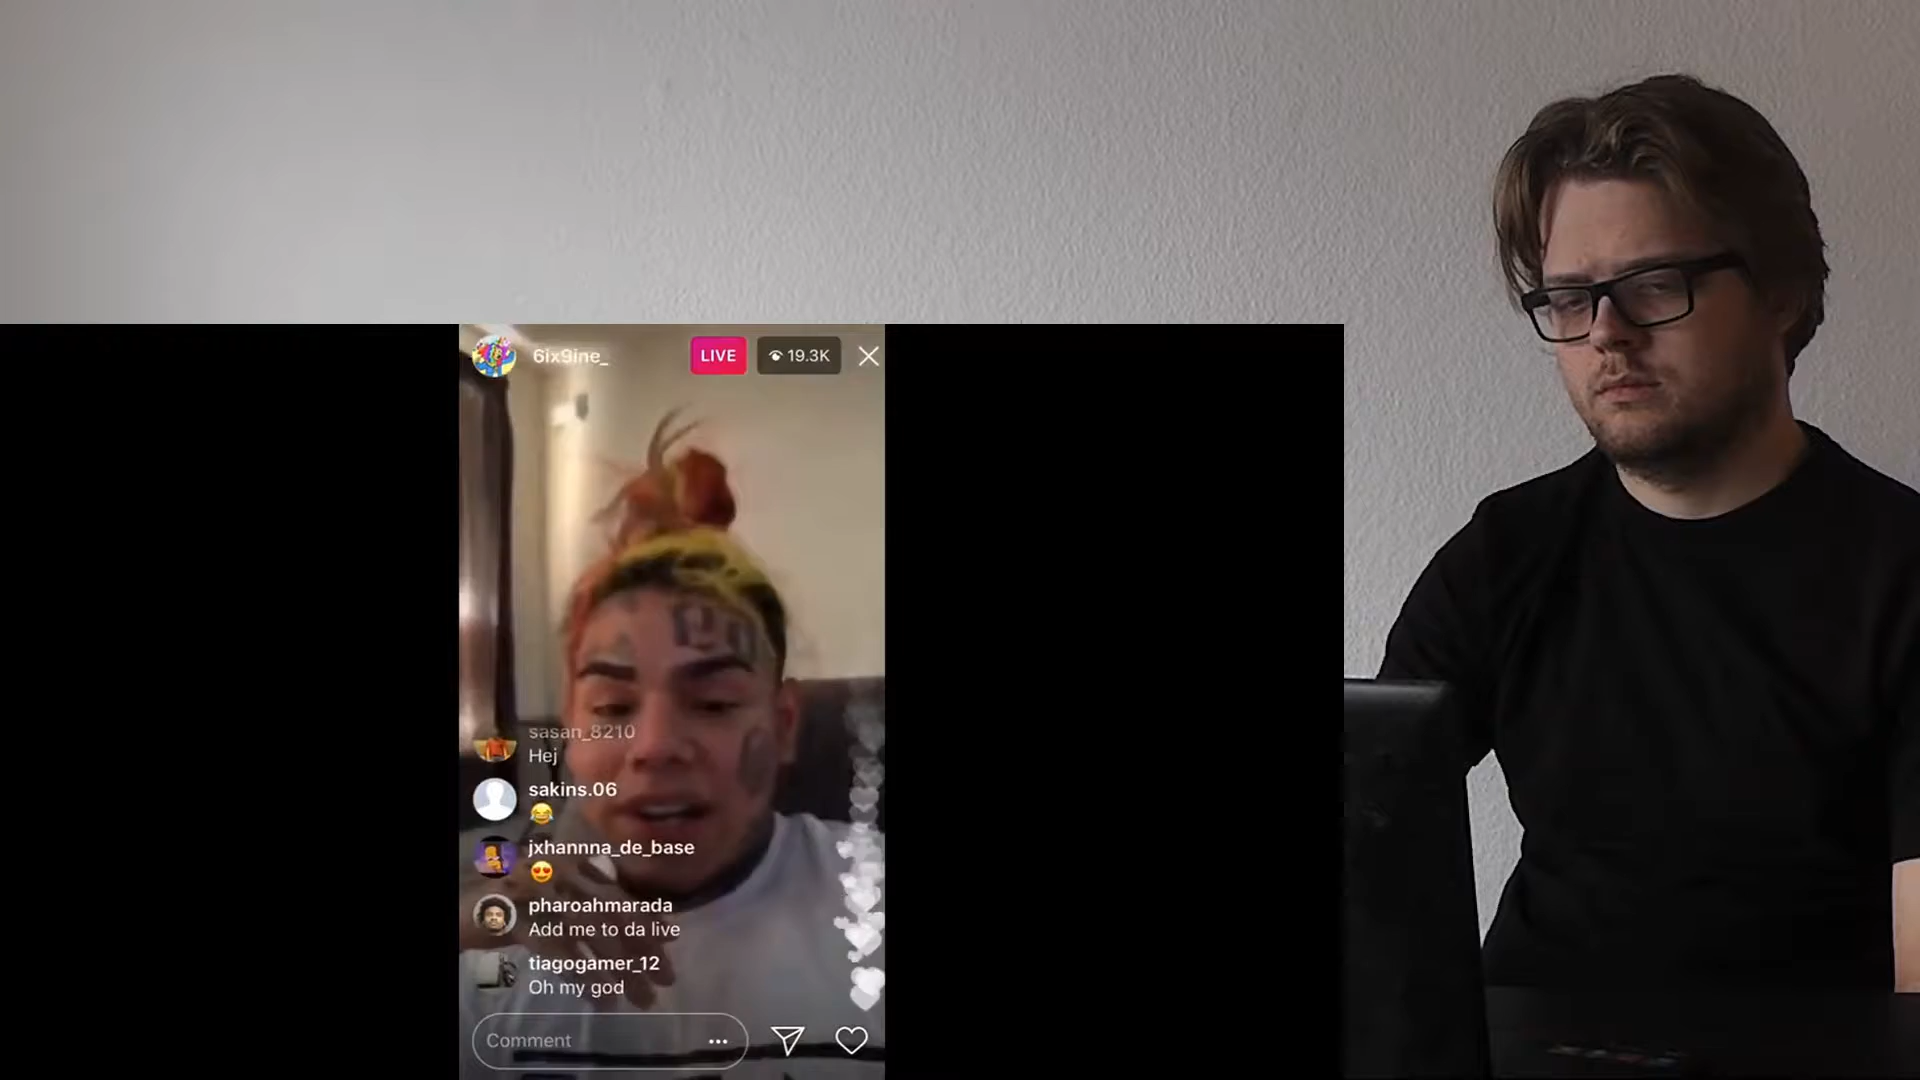 6ix9ine_
LIVE
19.3K
sasan_8210
Hej
sakins.06
😂
jxhannna_de_base
😍
pharoahmarada
Add me to da live
tiagogamer_12
Oh my god
Comment